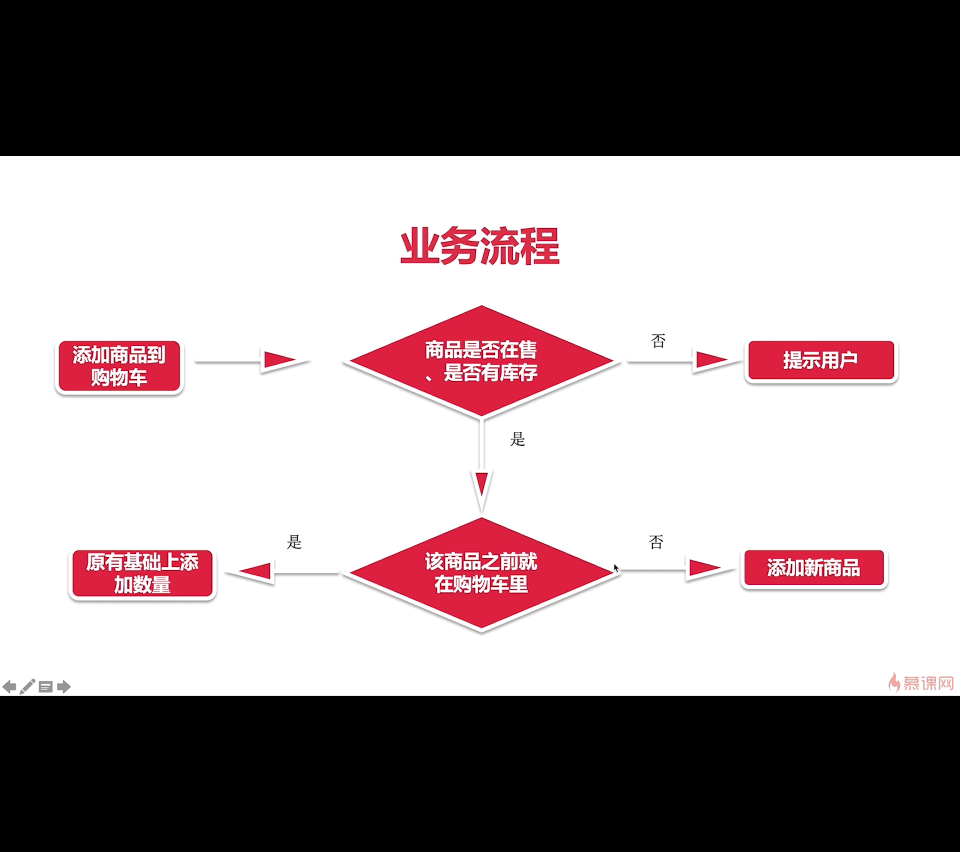 业务流程
添加商品到
购物车
商品是否在售
、是否有库存
否
提示用户
是
原有基础上添
加数量
是
该商品之前就
在购物车里
否
添加新商品
慕课网